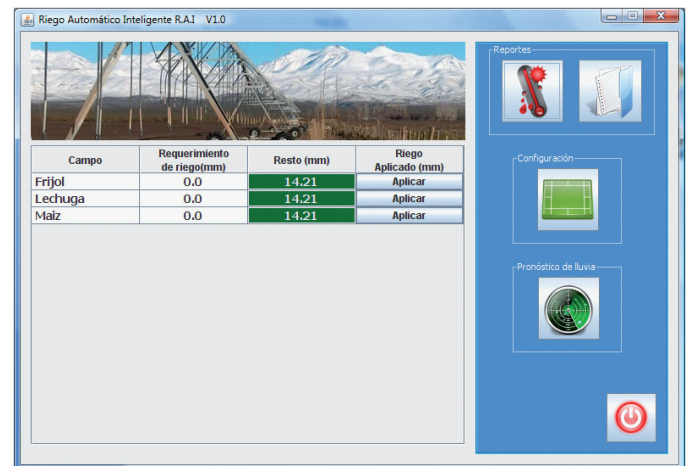 Riego Automático Inteligente R.A.I V1.0
Reportes
Campo
Requerimiento
de riego(mm)
Resto (mm)
Riego
Aplicado (mm)
Frijol 0.0 14.21 Aplicar
Lechuga 0.0 14.21 Aplicar
Maiz 0.0 14.21 Aplicar
Configuración
Pronóstico de lluvia